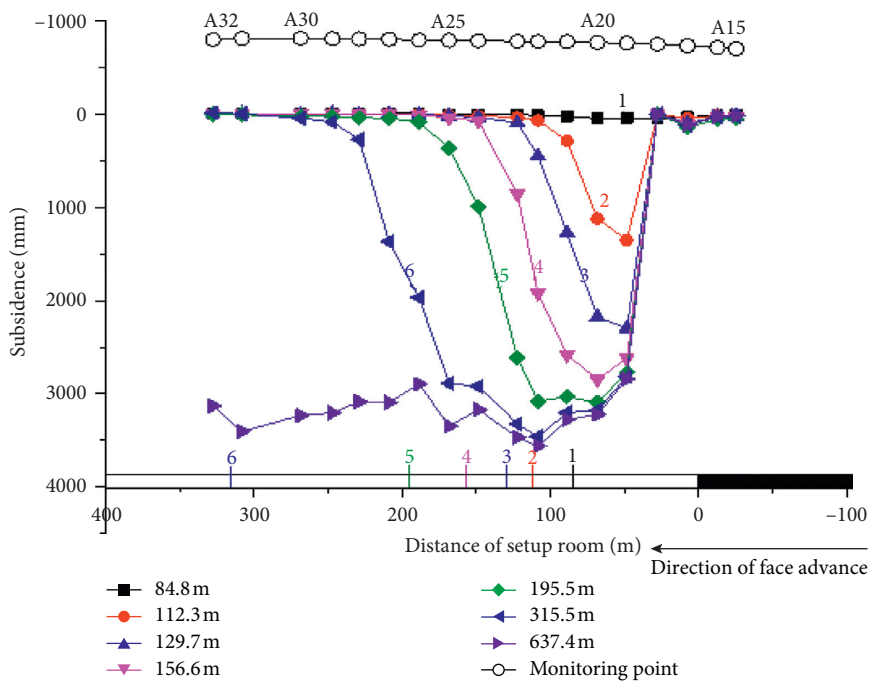 −1000
A32
A30
A25
A20
A15
0
1
1000
2
6
5
4
3
2000
3000
6
5
4
3
2
1
4000
400
300
200
100
0
−100
Subsidence (mm)
Distance of setup room (m)
Direction of face advance
84.8 m
195.5 m
112.3 m
315.5 m
129.7 m
637.4 m
156.6 m
Monitoring point